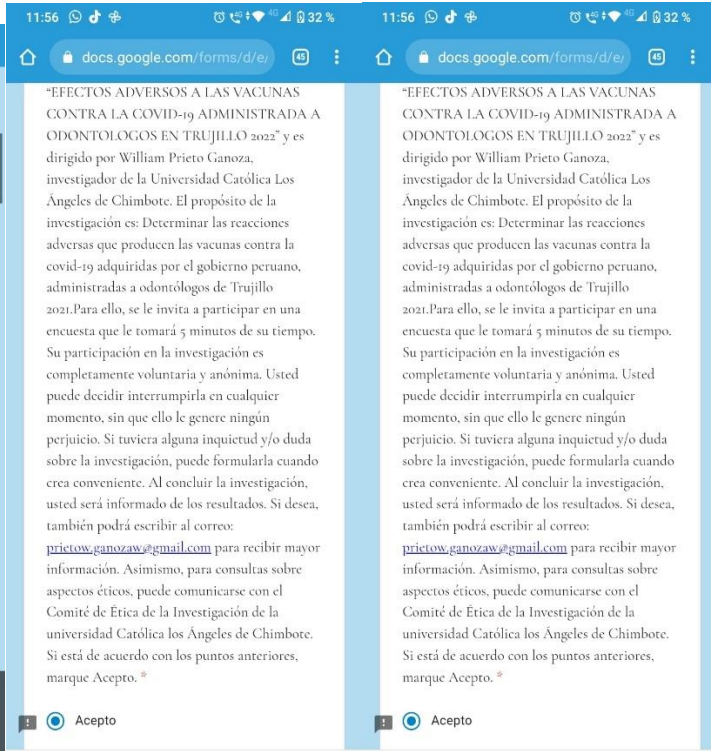 11:56 4G 4G 32 %
docs.google.com/forms/d/e/ 45
“EFECTOS ADVERSOS A LAS VACUNAS
CONTRA LA COVID-19 ADMINISTRADA A
ODONTOLOGOS EN TRUJILLO 2022” y es
dirigido por William Prieto Ganoza,
investigador de la Universidad Católica Los
Ángeles de Chimbote. El propósito de la
investigación es: Determinar las reacciones
adversas que producen las vacunas contra la
covid-19 adquiridas por el gobierno peruano,
administradas a odontólogos de Trujillo
2021.Para ello, se le invita a participar en una
encuesta que le tomará 5 minutos de su tiempo.
Su participación en la investigación es
completamente voluntaria y anónima. Usted
puede decidir interrumpirla en cualquier
momento, sin que ello le genere ningún
perjuicio. Si tuviera alguna inquietud y/o duda
sobre la investigación, puede formularla cuando
crea conveniente. Al concluir la investigación,
usted será informado de los resultados. Si desea,
también podrá escribir al correo:
prietow.ganozaw@gmail.com para recibir mayor
información. Asimismo, para consultas sobre
aspectos éticos, puede comunicarse con el
Comité de Ética de la Investigación de la
universidad Católica los Ángeles de Chimbote.
Si está de acuerdo con los puntos anteriores,
marque Acepto. *
Acepto
11:56 4G 4G 32 %
docs.google.com/forms/d/e/ 45
“EFECTOS ADVERSOS A LAS VACUNAS
CONTRA LA COVID-19 ADMINISTRADA A
ODONTOLOGOS EN TRUJILLO 2022” y es
dirigido por William Prieto Ganoza,
investigador de la Universidad Católica Los
Ángeles de Chimbote. El propósito de la
investigación es: Determinar las reacciones
adversas que producen las vacunas contra la
covid-19 adquiridas por el gobierno peruano,
administradas a odontólogos de Trujillo
2021.Para ello, se le invita a participar en una
encuesta que le tomará 5 minutos de su tiempo.
Su participación en la investigación es
completamente voluntaria y anónima. Usted
puede decidir interrumpirla en cualquier
momento, sin que ello le genere ningún
perjuicio. Si tuviera alguna inquietud y/o duda
sobre la investigación, puede formularla cuando
crea conveniente. Al concluir la investigación,
usted será informado de los resultados. Si desea,
también podrá escribir al correo:
prietow.ganozaw@gmail.com para recibir mayor
información. Asimismo, para consultas sobre
aspectos éticos, puede comunicarse con el
Comité de Ética de la Investigación de la
universidad Católica los Ángeles de Chimbote.
Si está de acuerdo con los puntos anteriores,
marque Acepto. *
Acepto